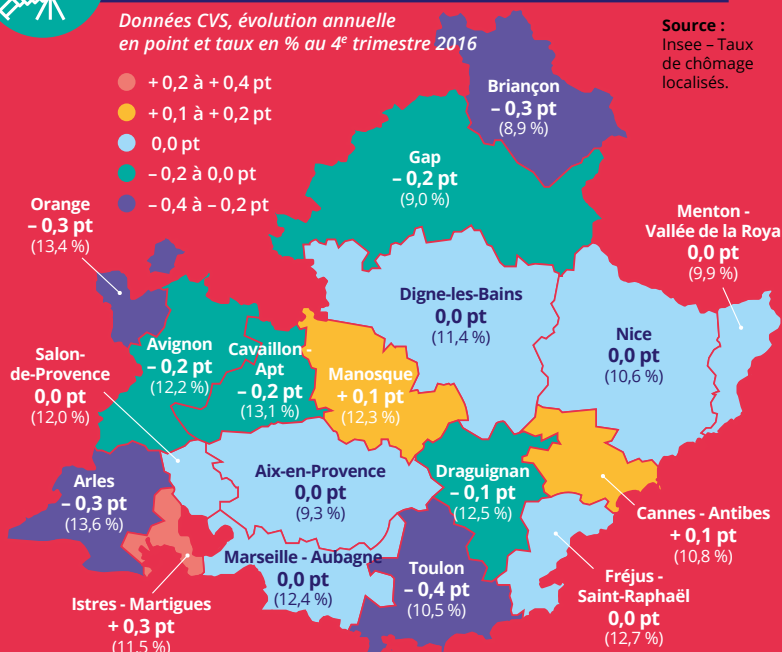 Données CVS, évolution annuelle
en point et taux en % au 4e trimestre 2016
+ 0,2 à + 0,4 pt
+ 0,1 à + 0,2 pt
0,0 pt
– 0,2 à 0,0 pt
– 0,4 à – 0,2 pt
Source :
Insee – Taux
de chômage
localisés.
Briançon
– 0,3 pt
(8,9 %)
Gap
– 0,2 pt
(9,0 %)
Orange
– 0,3 pt
(13,4 %)
Menton -
Vallée de la Roya
0,0 pt
(9,9 %)
Digne-les-Bains
0,0 pt
(11,4 %)
Nice
0,0 pt
(10,6 %)
Avignon
– 0,2 pt
(12,2 %)
Cavaillon -
Apt
– 0,2 pt
(13,1 %)
Manosque
+ 0,1 pt
(12,3 %)
Salon-
de-Provence
0,0 pt
(12,0 %)
Arles
– 0,3 pt
(13,6 %)
Aix-en-Provence
0,0 pt
(9,3 %)
Draguignan
– 0,1 pt
(12,5 %)
Cannes - Antibes
+ 0,1 pt
(10,8 %)
Marseille - Aubagne
0,0 pt
(12,4 %)
Toulon
– 0,4 pt
(10,5 %)
Fréjus -
Saint-Raphaël
0,0 pt
(12,7 %)
Istres - Martigues
+ 0,3 pt
(11,5 %)